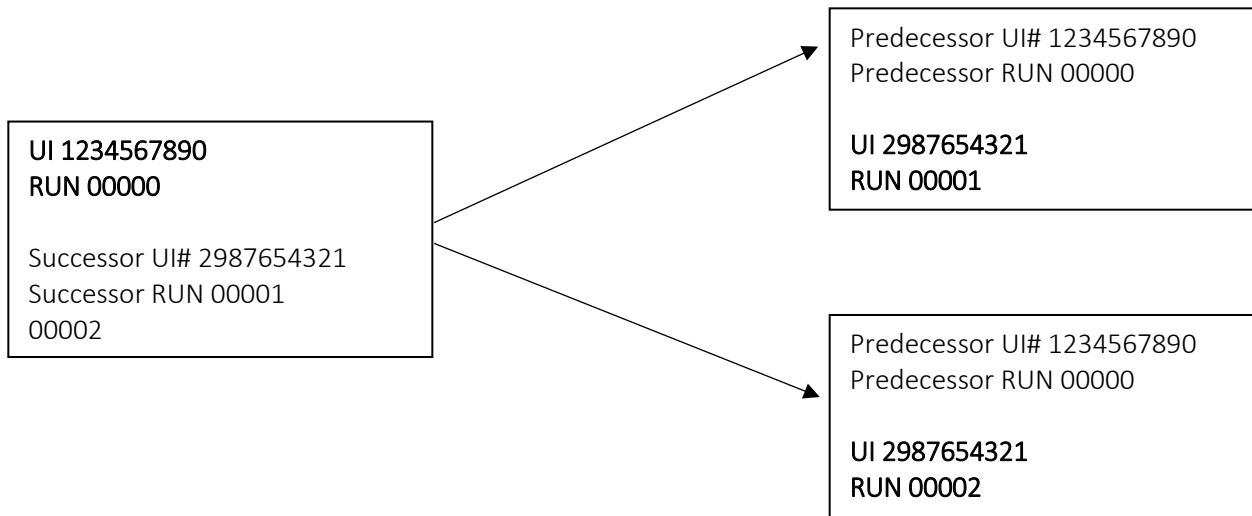 UI 1234567890
RUN 00000
Successor UI# 2987654321
Successor RUN 00001
00002
Predecessor UI# 1234567890
Predecessor RUN 00000
UI 2987654321
RUN 00001
Predecessor UI# 1234567890
Predecessor RUN 00000
UI 2987654321
RUN 00002